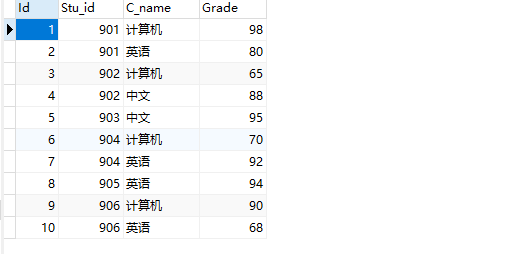 Id Stu_id C_name Grade
1 901 计算机 98
2 901 英语 80
3 902 计算机 65
4 902 中文 88
5 903 中文 95
6 904 计算机 70
7 904 英语 92
8 905 英语 94
9 906 计算机 90
10 906 英语 68